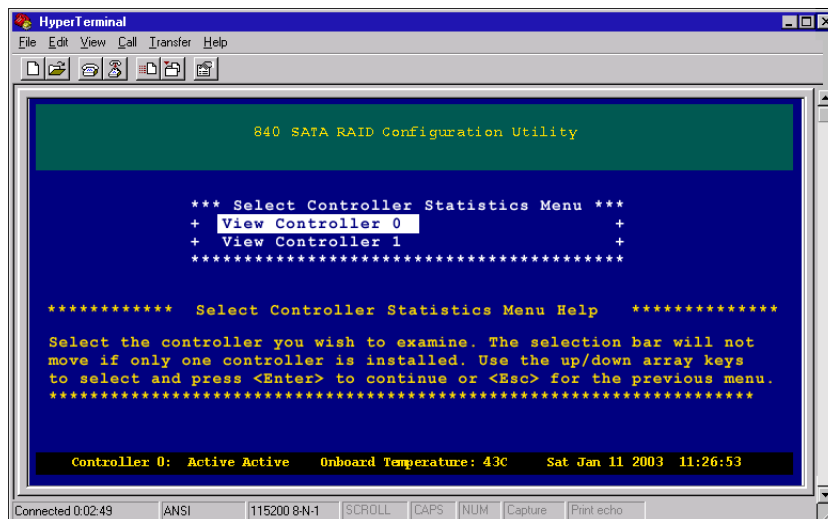 HyperTerminal
File Edit View Call Transfer Help
840 SATA RAID Configuration Utility
*** Select Controller Statistics Menu ***
+ View Controller 0 +
+ View Controller 1 +
*****************************************
************ Select Controller Statistics Menu Help **************
Select the controller you wish to examine. The selection bar will not
move if only one controller is installed. Use the up/down array keys
to select and press <Enter> to continue or <Esc> for the previous menu.
*********************************************************************
Controller 0: Active Active Onboard Temperature: 43C Sat Jan 11 2003 11:26:53
Connected 0:02:49 ANSI 115200 8-N-1 SCROLL CAPS NUM Capture Print echo